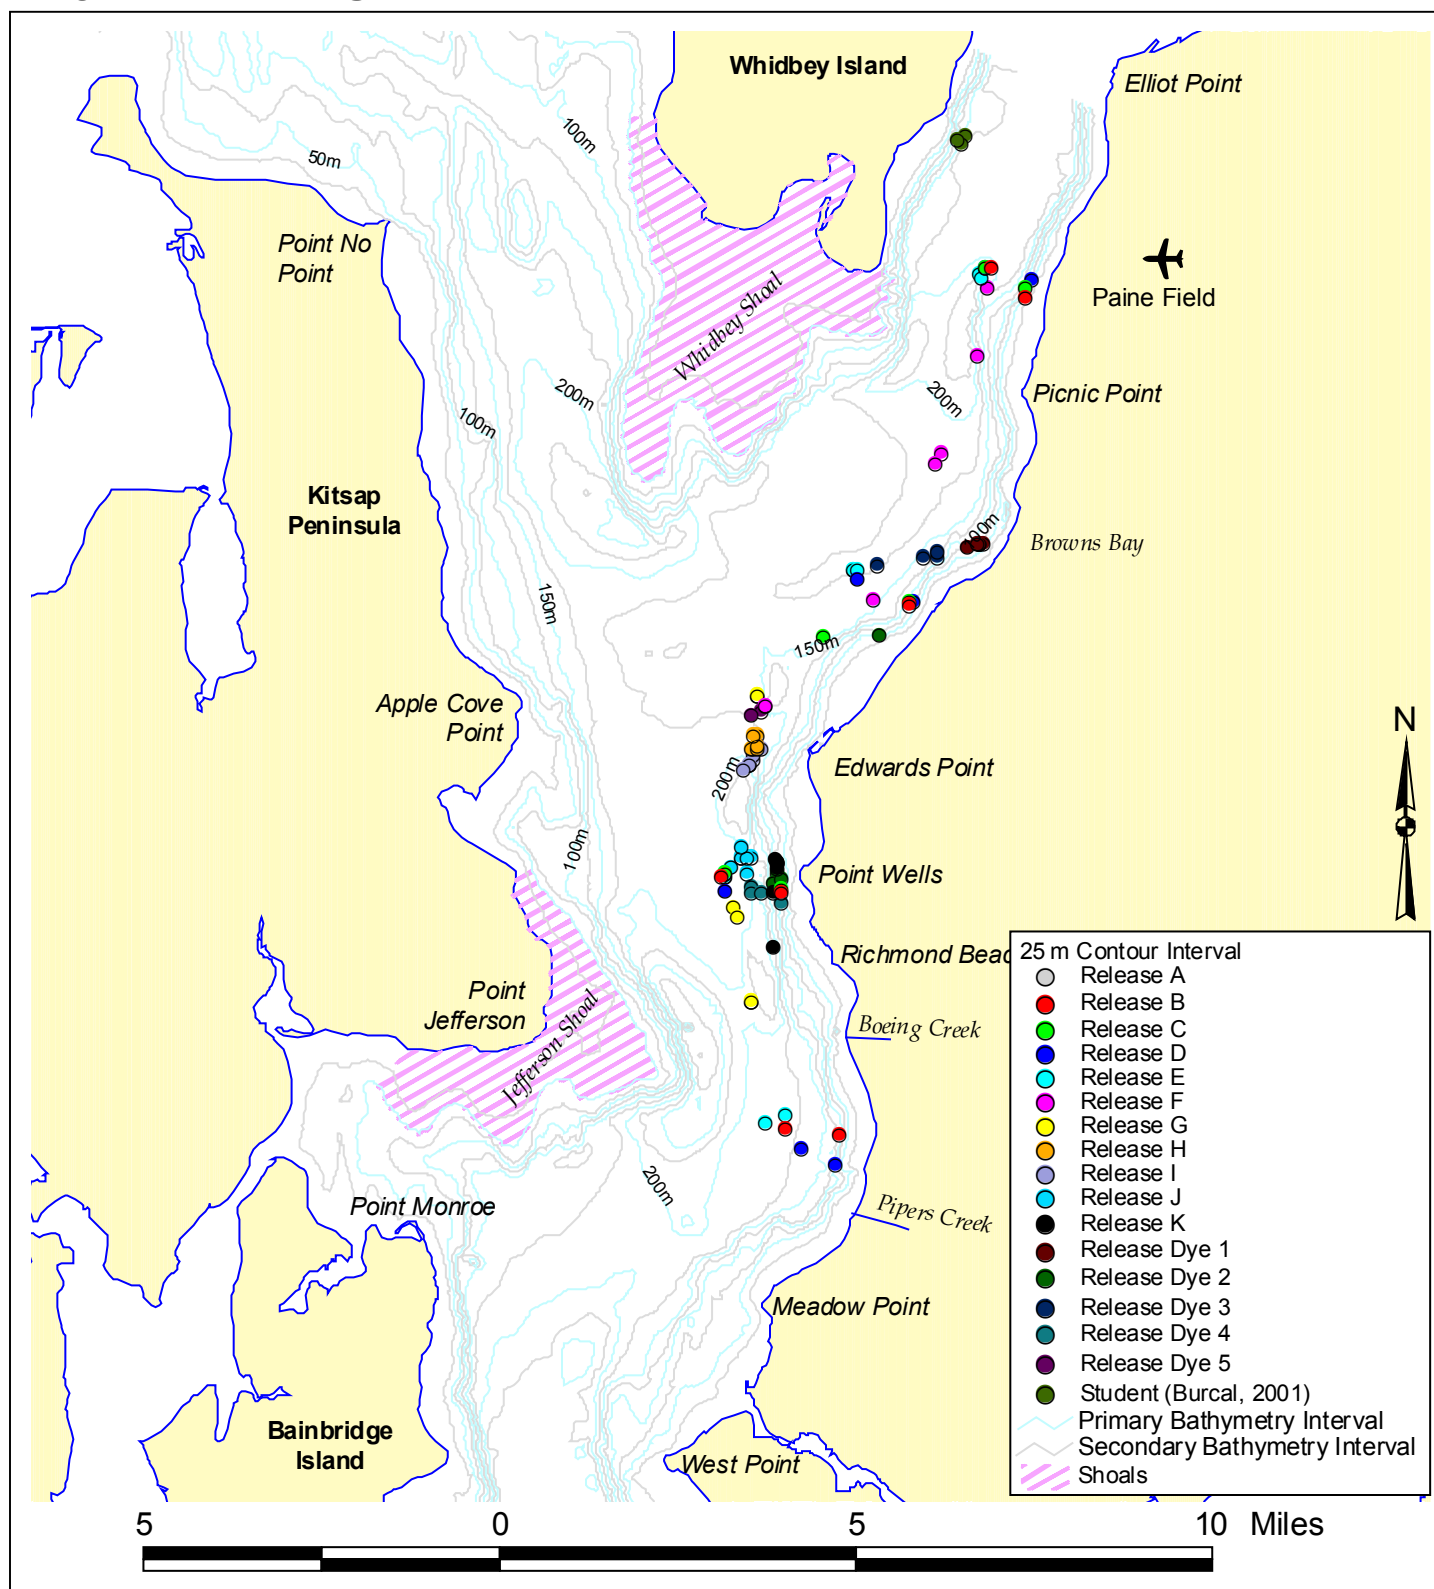 Whidbey Island
Elliot Point
100m
50m
Point No
Point
Paine Field
Whidbey Shoal
200m
200m
100m
Picnic Point
Kitsap
Peninsula
00m
Browns Bay
150m
150m
Apple Cove
Point
N
Edwards Point
200m
100m
Point Wells
Richmond Beac
25 m Contour Interval
Release A
Release B
Release C
Release D
Release E
Release F
Release G
Release H
Release I
Release J
Release K
Release Dye 1
Release Dye 2
Release Dye 3
Release Dye 4
Release Dye 5
Student (Burcal, 2001)
Primary Bathymetry Interval
Secondary Bathymetry Interval
Shoals
Point
Jefferson
Jefferson Shoal
Boeing Creek
200m
Point Monroe
Pipers Creek
Meadow Point
Bainbridge
Island
West Point
5 0 5 10 Miles